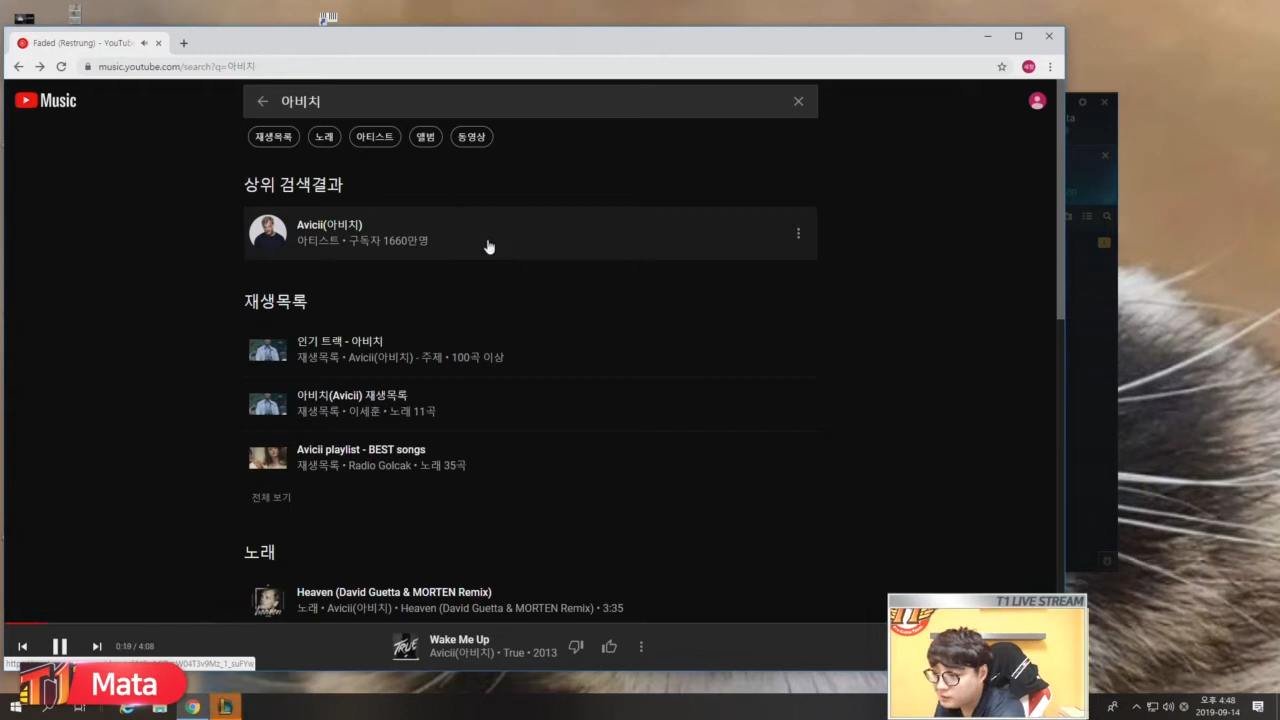 Faded (Restrung) - YouTub
music.youtube.com/search?q=아비치
세정
Music
아비치
재생목록
노래
아티스트
앨범
동영상
상위 검색결과
Avicii(아비치)
아티스트 • 구독자 1660만명
재생목록
인기 트랙 - 아비치
재생목록 • Avicii(아비치) - 주제 • 100곡 이상
아비치(Avicii) 재생목록
재생목록 • 이세훈 • 노래 11곡
Avicii playlist - BEST songs
재생목록 • Radio Golcak • 노래 35곡
전체 보기
노래
Heaven (David Guetta & MORTEN Remix)
노래 • Avicii(아비치) • Heaven (David Guetta & MORTEN Remix) • 3:35
0:19 / 4:08
TRUE
Wake Me Up
Avicii(아비치) • True • 2013
T1 LIVE STREAM
T1
Mata
오후 4:48
2019-09-14